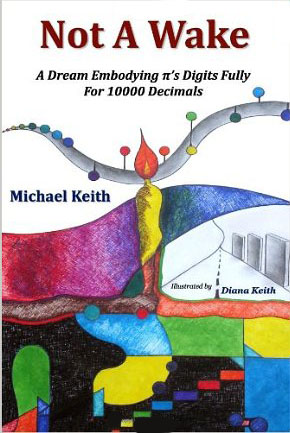 Not A Wake
A Dream Embodying π's Digits Fully
For 10000 Decimals
Michael Keith
Illustrated by
Diana Keith